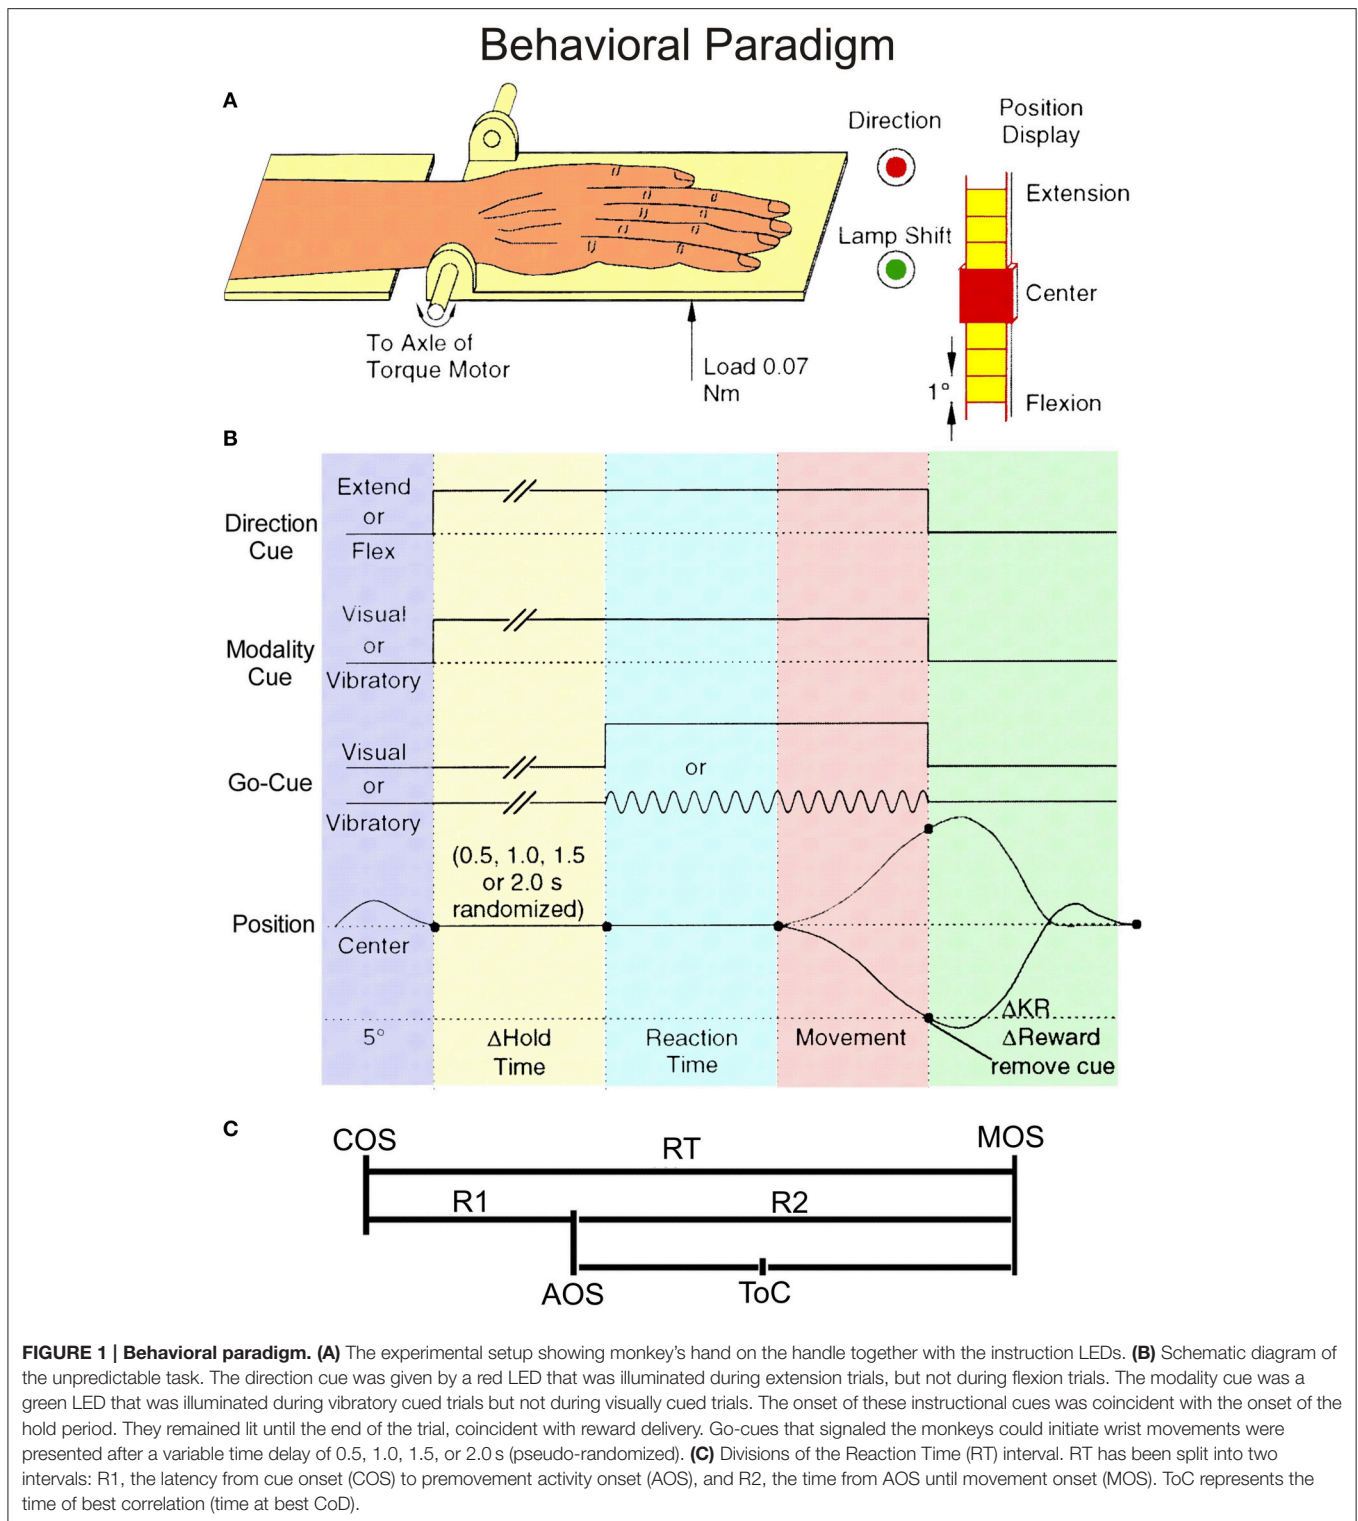 Behavioral Paradigm
A
Direction
Lamp Shift
Position
Display
Extension
Center
1°
Flexion
To Axle of
Torque Motor
Load 0.07
Nm
B
Direction
Cue
Extend
or
Flex
Modality
Cue
Visual
or
Vibratory
Go-Cue
Visual
or
Vibratory
or
(0.5, 1.0, 1.5
or 2.0 s
randomized)
Position
Center
5°
ΔHold
Time
Reaction
Time
Movement
ΔKR
ΔReward
remove cue
C
COS
RT
MOS
R1
R2
AOS
ToC
FIGURE 1 | Behavioral paradigm. (A) The experimental setup showing monkey's hand on the handle together with the instruction LEDs. (B) Schematic diagram of
the unpredictable task. The direction cue was given by a red LED that was illuminated during extension trials, but not during flexion trials. The modality cue was a
green LED that was illuminated during vibratory cued trials but not during visually cued trials. The onset of these instructional cues was coincident with the onset of the
hold period. They remained lit until the end of the trial, coincident with reward delivery. Go-cues that signaled the monkeys could initiate wrist movements were
presented after a variable time delay of 0.5, 1.0, 1.5, or 2.0 s (pseudo-randomized). (C) Divisions of the Reaction Time (RT) interval. RT has been split into two
intervals: R1, the latency from cue onset (COS) to premovement activity onset (AOS), and R2, the time from AOS until movement onset (MOS). ToC represents the
time of best correlation (time at best CoD).